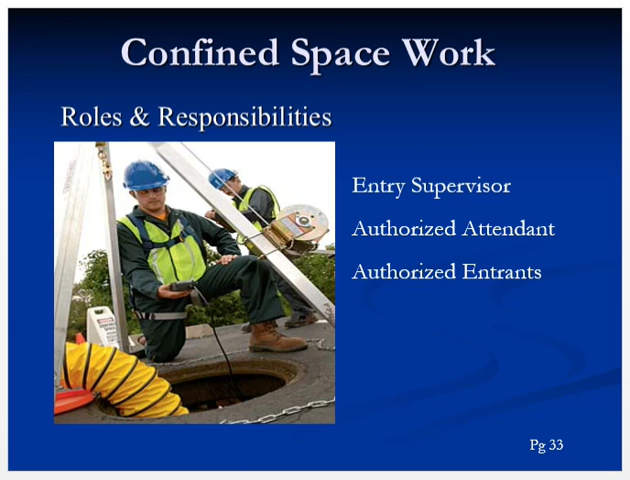 Confined Space Work
Roles & Responsibilities
Entry Supervisor
Authorized Attendant
Authorized Entrants
Pg 33